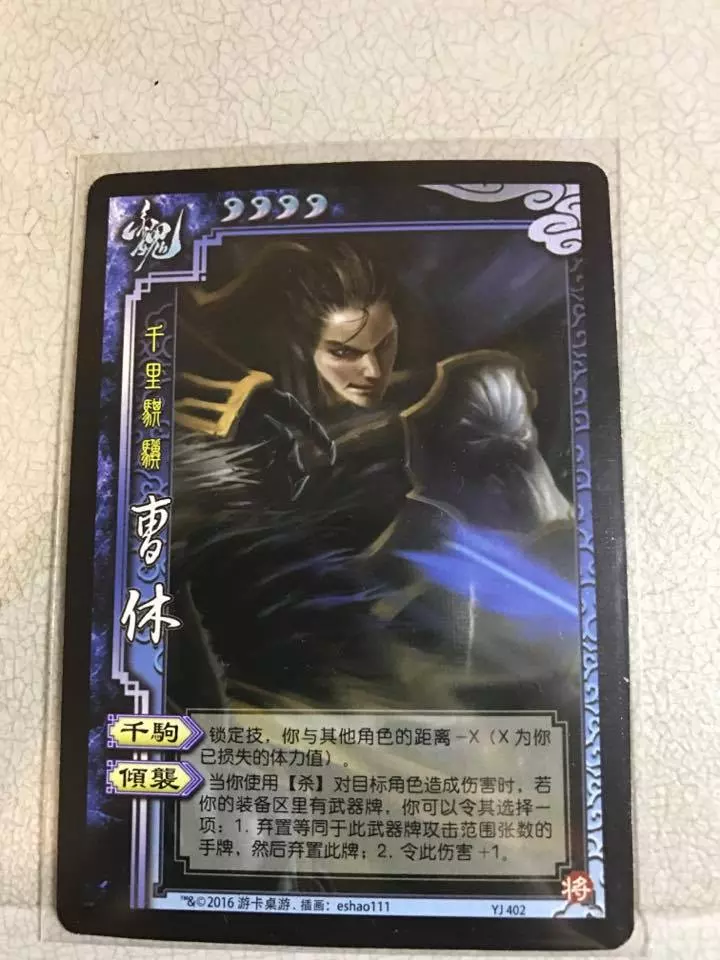 魏
千里騏驥
曹休
千駒
锁定技，你与其他角色的距离-X（X为你
已损失的体力值）。
傾襲
当你使用【杀】对目标角色造成伤害时，若
你的装备区里有武器牌，你可以令其选择一
项：1. 弃置等同于此武器牌攻击范围张数的
手牌，然后弃置此牌；2. 令此伤害+1。
™&©2016 游卡桌游. 插画：eshao111
YJ 402
将